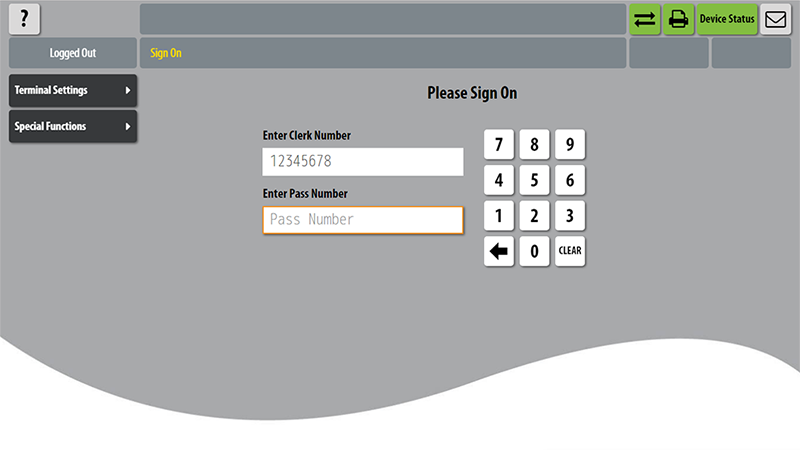 ?
Device Status
Logged Out
Sign On
Terminal Settings
Special Functions
Please Sign On
Enter Clerk Number
12345678
Enter Pass Number
Pass Number
7 8 9
4 5 6
1 2 3
0 CLEAR